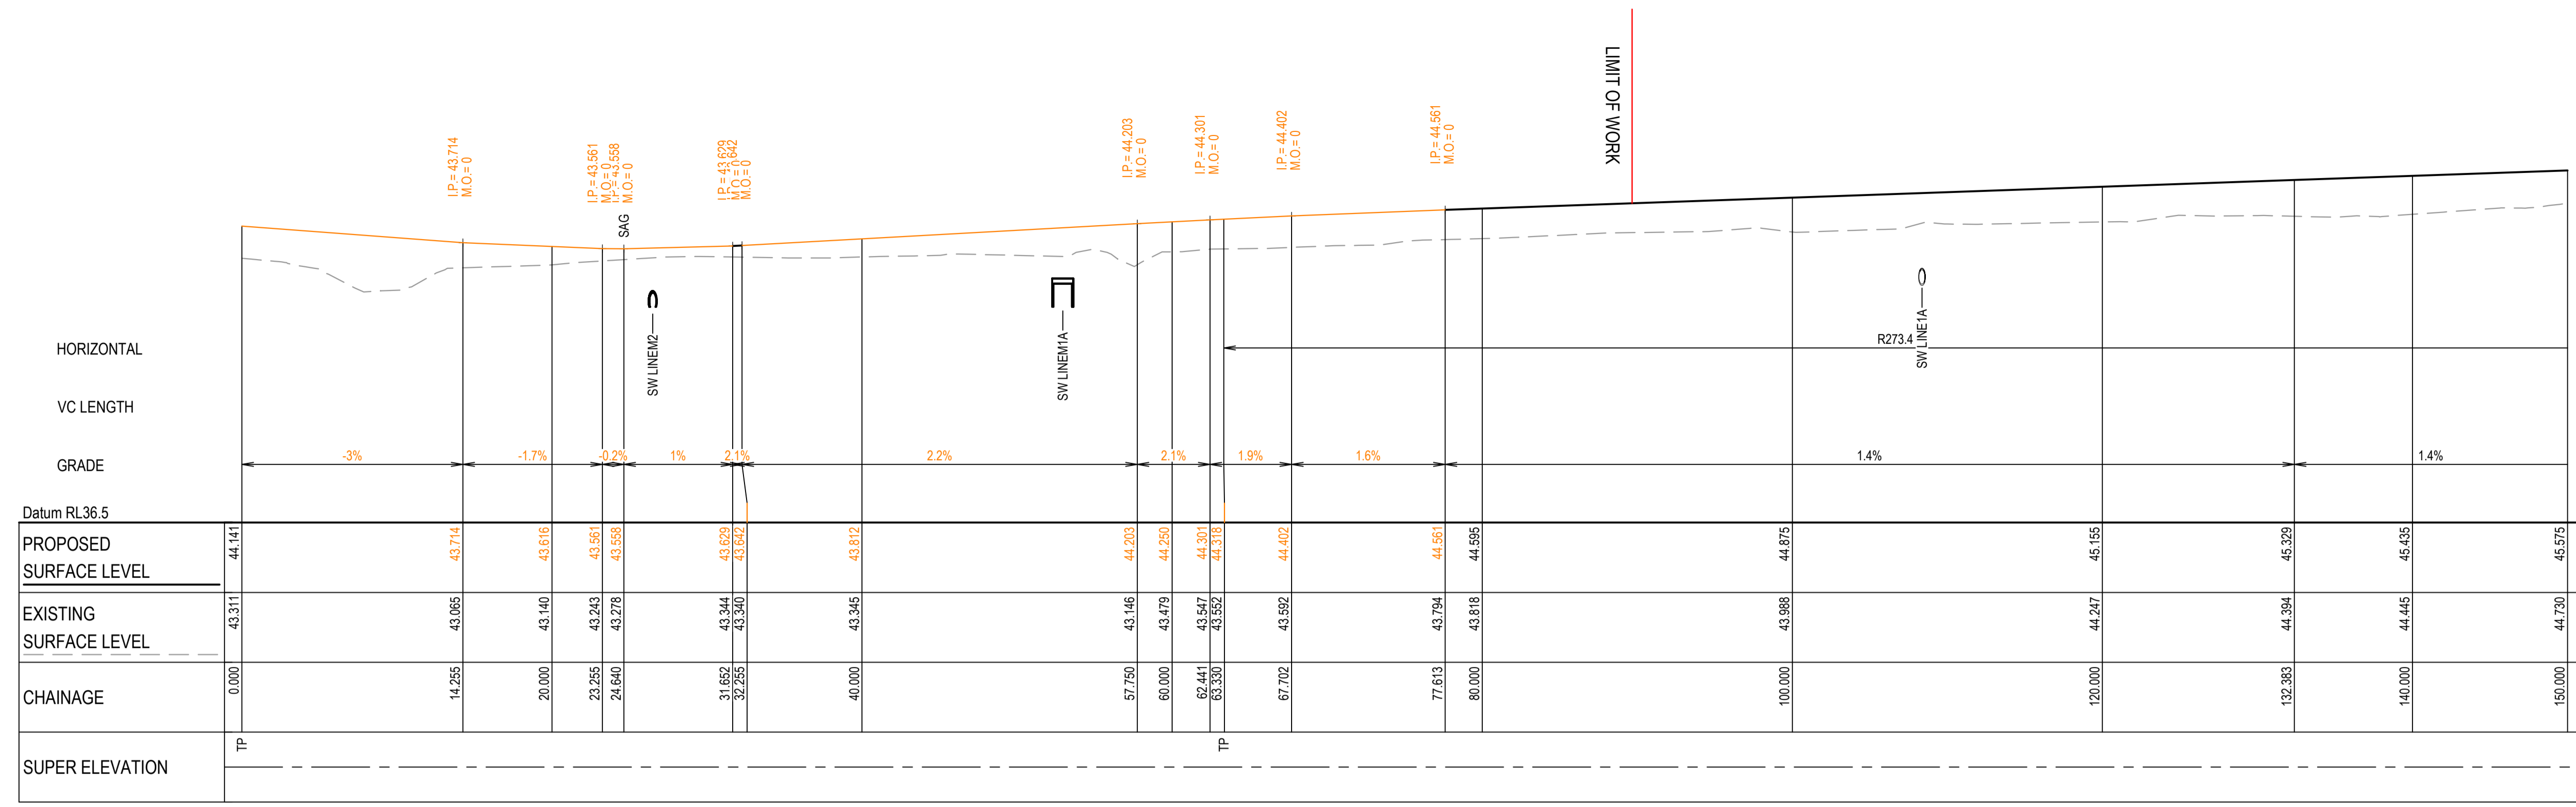 LIMIT OF WORK
I.P.= 43.714
M.O.= 0
I.P.= 43.561
M.O.= 0
I.P.= 43.558
M.O.= 0
SAG
I.P.= 43.629
M.O.= 0
M.O.= 0
I.P.= 44.203
M.O.= 0
I.P.= 44.301
M.O.= 0
I.P.= 44.402
M.O.= 0
I.P.= 44.561
M.O.= 0
SW LINEM2
SW LINEM1A
SW LINE1A
HORIZONTAL
R273.4
VC LENGTH
GRADE
-3% -1.7% -0.2% 1% 2.1% 2.2% 2.1% 1.9% 1.6% 1.4% 1.4%
Datum RL36.5
PROPOSED
SURFACE LEVEL
44.141 43.714 43.616 43.561 43.558 43.629 43.642 43.812 44.203 44.250 44.301 44.318 44.402 44.561 44.595 44.875 45.155 45.329 45.435 45.575
EXISTING
SURFACE LEVEL
43.311 43.065 43.140 43.243 43.278 43.344 43.340 43.345 43.146 43.479 43.547 43.552 43.592 43.794 43.818 43.988 44.247 44.394 44.445 44.730
CHAINAGE
0.000 14.255 20.000 23.255 24.640 31.652 32.255 40.000 57.750 60.000 62.441 63.330 67.702 77.613 80.000 100.000 120.000 132.383 140.000 150.000
SUPER ELEVATION
TP TP